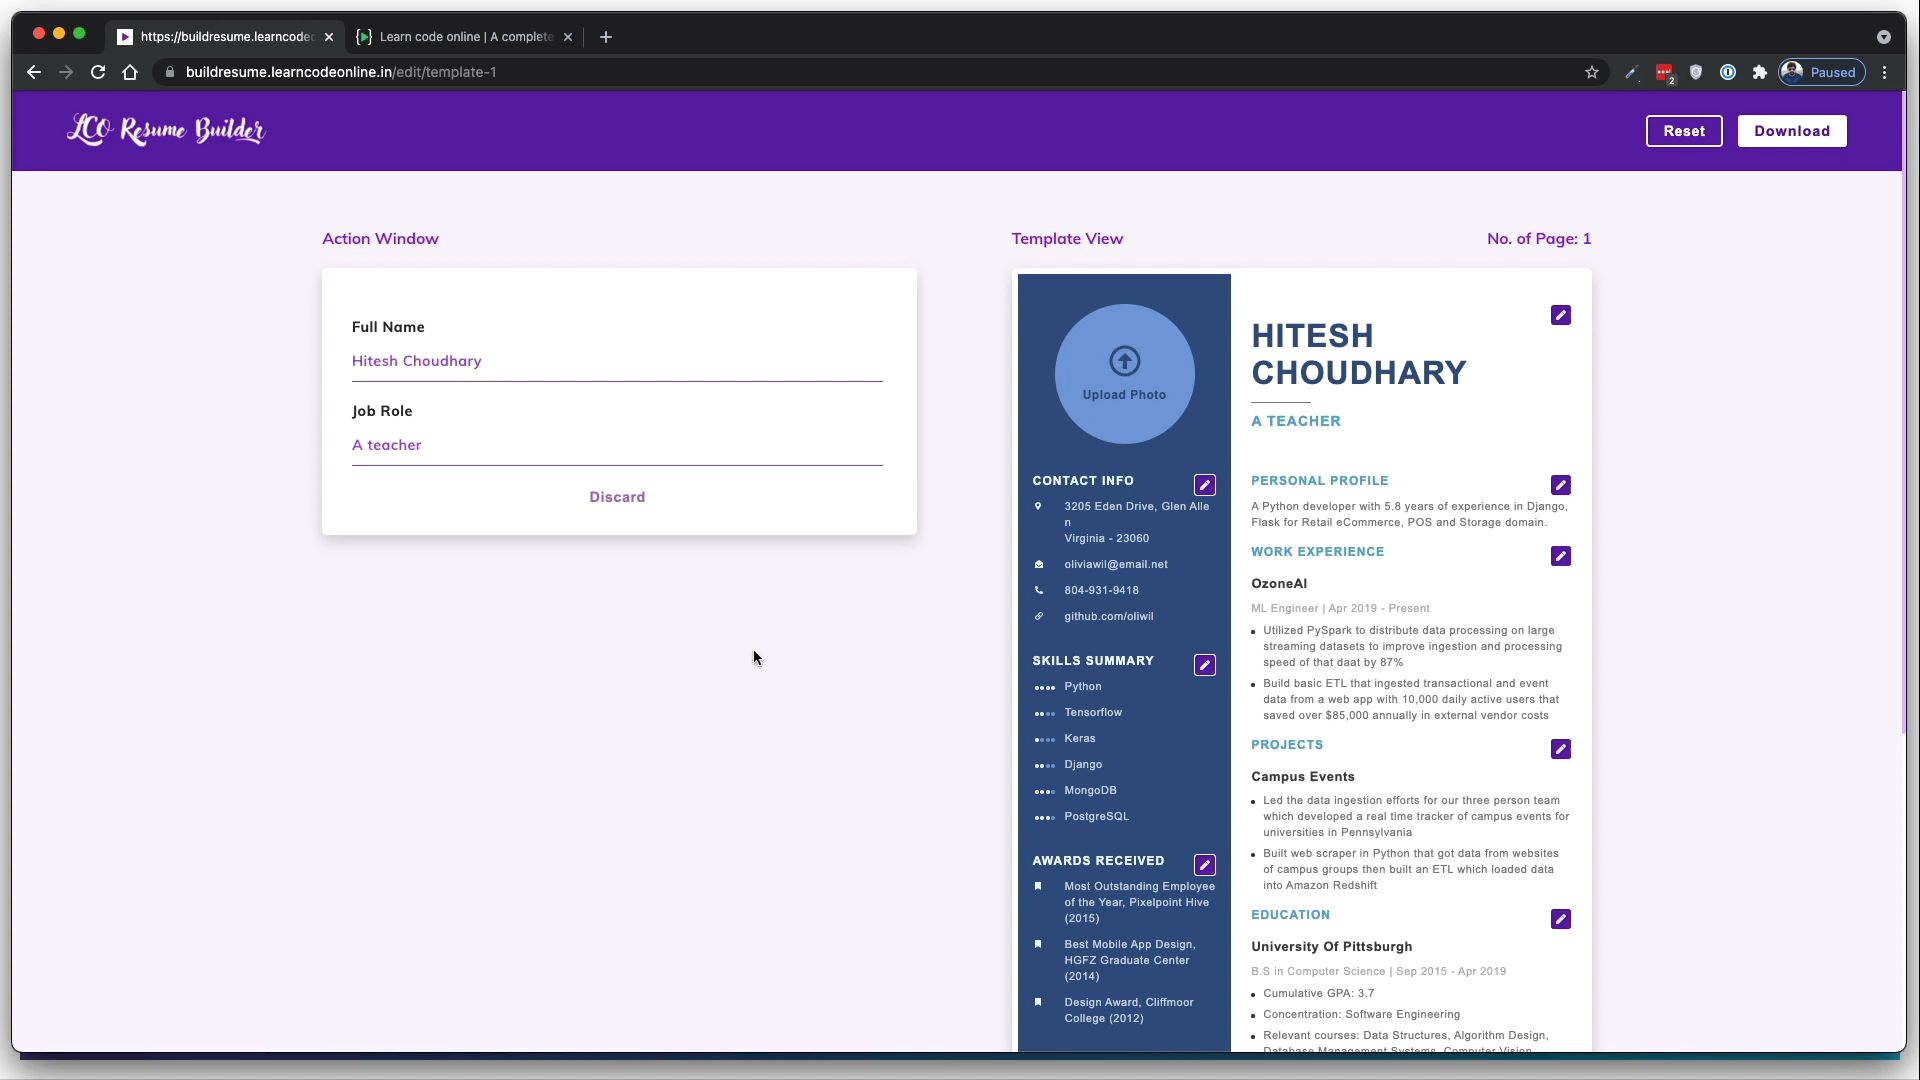 https://buildresume.learncode
Learn code online | A complete
buildresume.learncodeonline.in/edit/template-1
2
Paused
LCO Resume Builder
Reset
Download
Action Window
Full Name
Hitesh Choudhary
Job Role
A teacher
Discard
Template View
No. of Page: 1
Upload Photo
CONTACT INFO
3205 Eden Drive, Glen Alle
n
Virginia - 23060
oliviawil@email.net
804-931-9418
github.com/oliwil
SKILLS SUMMARY
Python
Tensorflow
Keras
Django
MongoDB
PostgreSQL
AWARDS RECEIVED
Most Outstanding Employee
of the Year, Pixelpoint Hive
(2015)
Best Mobile App Design,
HGFZ Graduate Center
(2014)
Design Award, Cliffmoor
College (2012)
HITESH
CHOUDHARY
A TEACHER
PERSONAL PROFILE
A Python developer with 5.8 years of experience in Django,
Flask for Retail eCommerce, POS and Storage domain.
WORK EXPERIENCE
OzoneAI
ML Engineer | Apr 2019 - Present
Utilized PySpark to distribute data processing on large
streaming datasets to improve ingestion and processing
speed of that daat by 87%
Build basic ETL that ingested transactional and event
data from a web app with 10,000 daily active users that
saved over $85,000 annually in external vendor costs
PROJECTS
Campus Events
Led the data ingestion efforts for our three person team
which developed a real time tracker of campus events for
universities in Pennsylvania
Built web scraper in Python that got data from websites
of campus groups then built an ETL which loaded data
into Amazon Redshift
EDUCATION
University Of Pittsburgh
B.S in Computer Science | Sep 2015 - Apr 2019
Cumulative GPA: 3.7
Concentration: Software Engineering
Relevant courses: Data Structures, Algorithm Design,
Database Management Systems, Computer Vision,